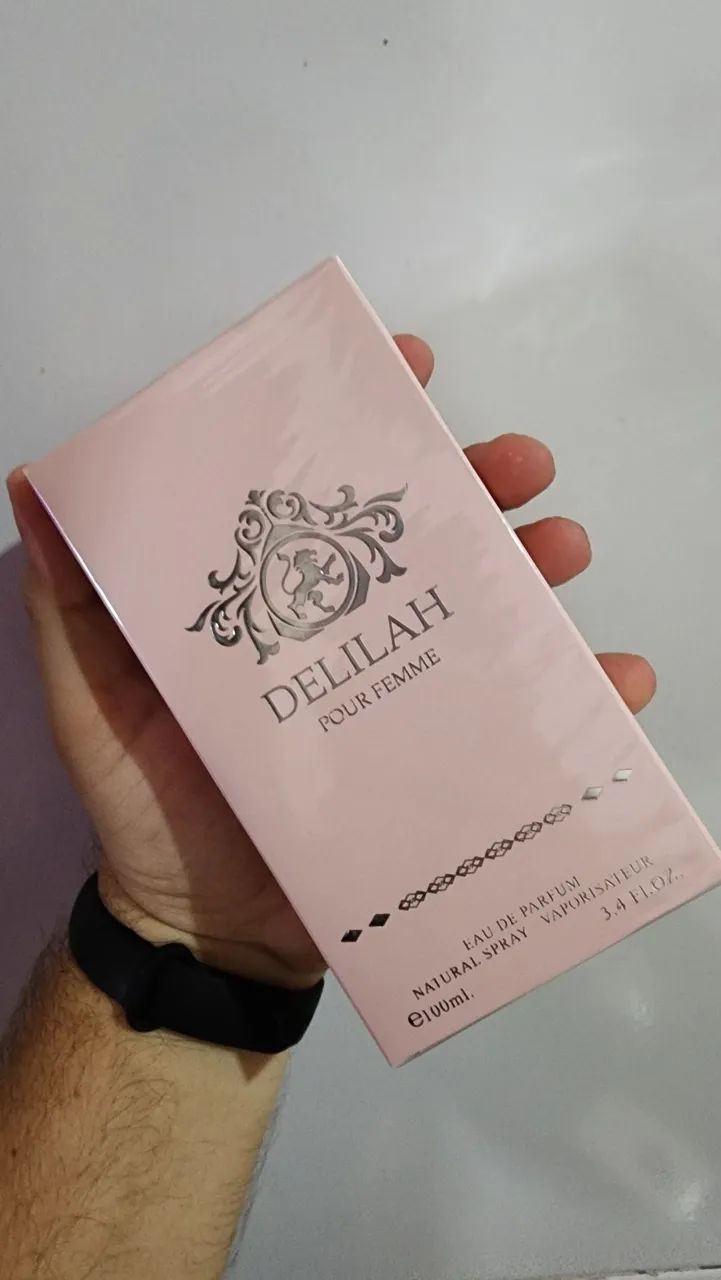 DELILAH
POUR FEMME
EAU DE PARFUM
NATURAL SPRAY VAPORISATEUR
℮100ml. 3.4 FL.OZ.